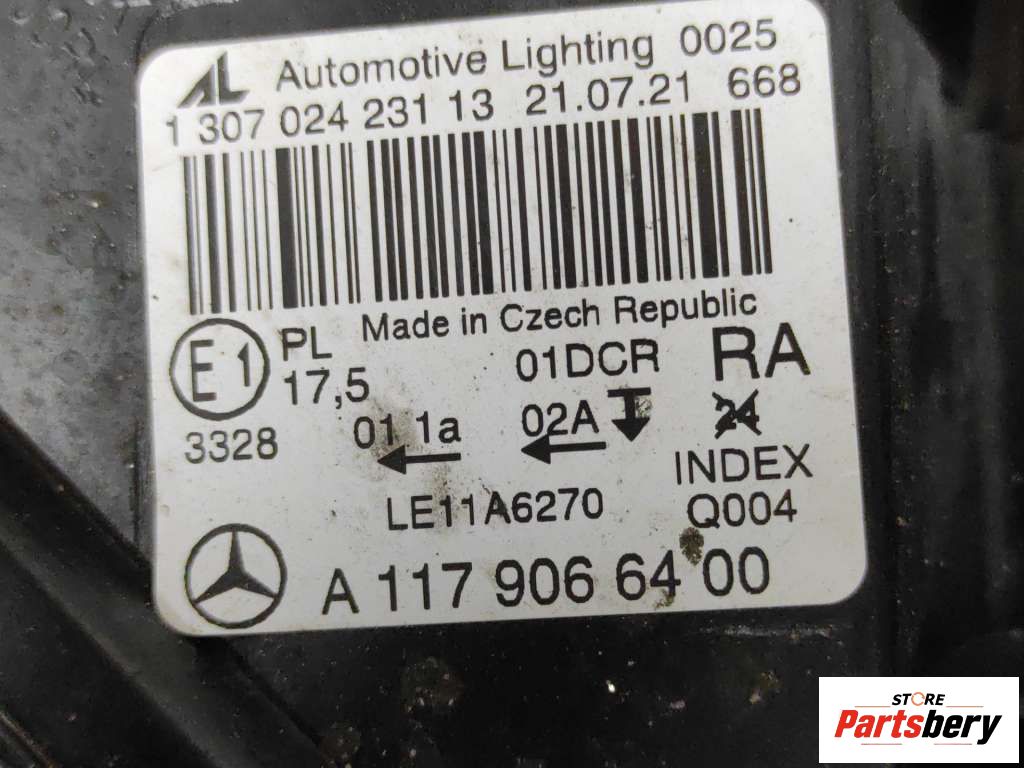 AL Automotive Lighting 0025
1 307 024 231 13 21.07.21 668
Made in Czech Republic
E1 PL 01DCR RA
17,5
3328 01 1a 02A 24
INDEX
LE11A6270 Q004
A 117 906 64 00
STORE
Partsbery